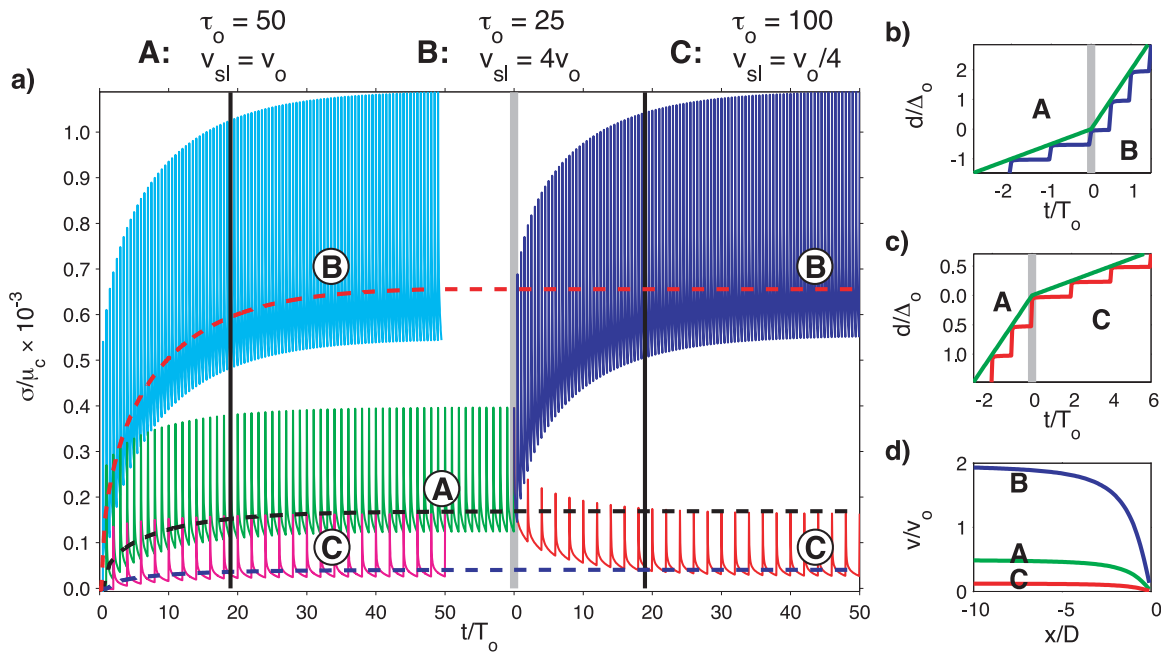 τo = 50
A: vsl = vo
τo = 25
B: vsl = 4vo
τo = 100
C: vsl = vo/4
a)
σ/μc × 10-3
1.0
0.9
0.8
0.7
0.6
0.5
0.4
0.3
0.2
0.1
0.0
B
B
A
C
C
0 10 20 30 40 50 0 10 20 30 40 50
t/To
b)
d/Δo
2
1
0
-1
A
B
-2 -1 0 1
t/To
c)
d/Δo
0.5
0.0
0.5
1.0
A
C
-2 0 2 4 6
t/To
d)
v/vo
2
1
0
B
A
C
-10 -5 0
x/D